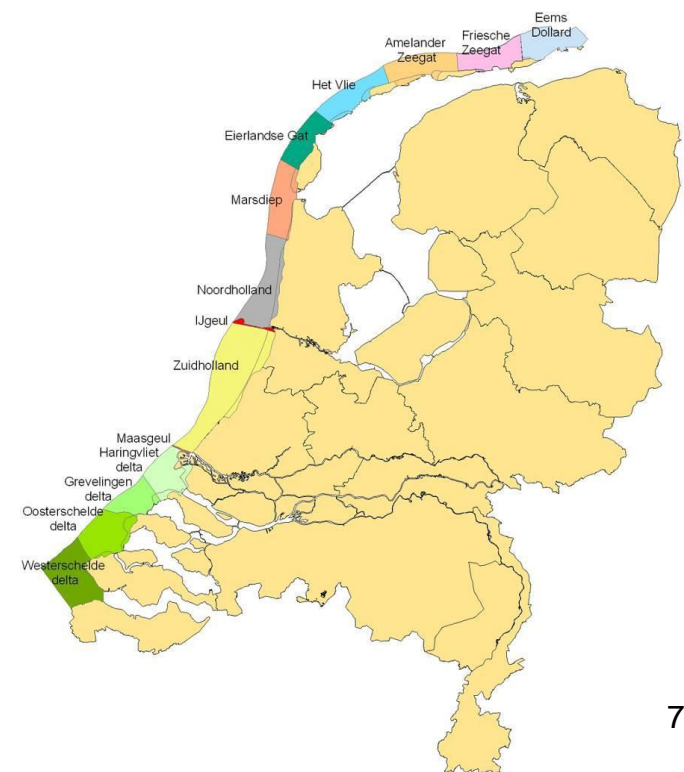 Eems
Dollard
Friesche
Zeegat
Amelander
Zeegat
Het Vlie
Eierlandse Gat
Marsdiep
Noordholland
IJgeul
Zuidholland
Maasgeul
Haringvliet
delta
Grevelingen
delta
Oosterschelde
delta
Westerschelde
delta
7